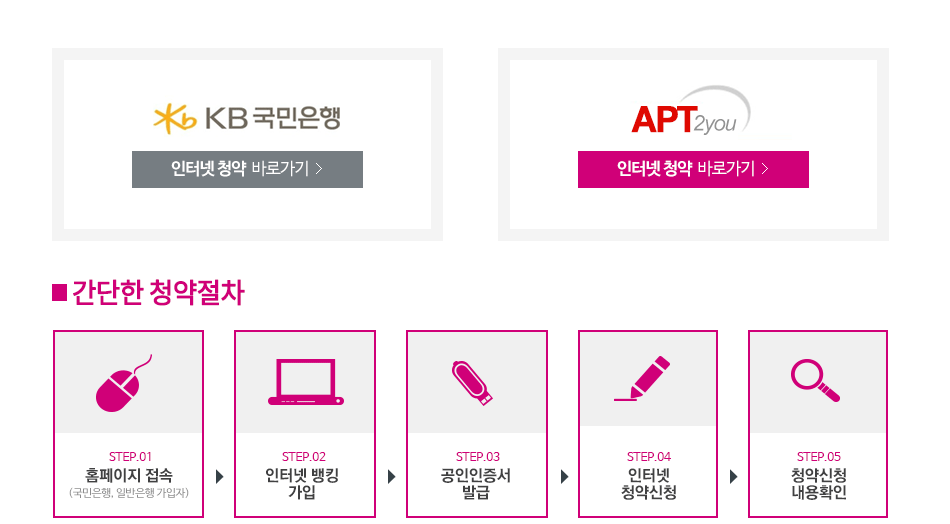 KB 국민은행
인터넷 청약 바로가기 >
APT2you
인터넷 청약 바로가기 >
■ 간단한 청약절차
STEP.01
홈페이지 접속
(국민은행, 일반은행 가입자)
STEP.02
인터넷 뱅킹
가입
STEP.03
공인인증서
발급
STEP.04
인터넷
청약신청
STEP.05
청약신청
내용확인